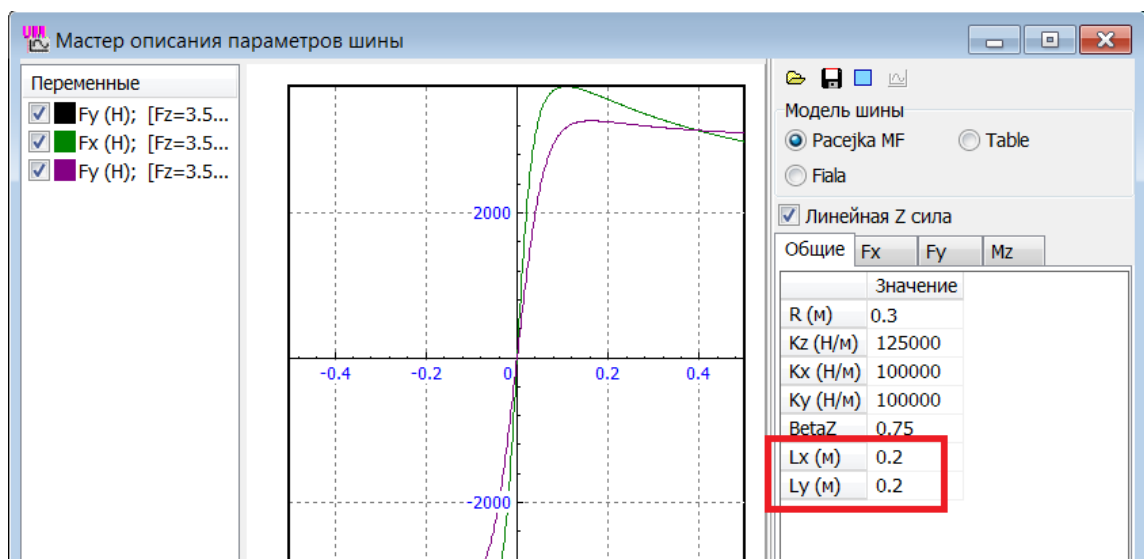 UM Мастер описания параметров шины
Переменные
Fy (Н); [Fz=3.5...
Fx (Н); [Fz=3.5...
Fy (Н); [Fz=3.5...
2000
-0.4 -0.2 0 0.2 0.4
-2000
Модель шины
Pacejka MF Table
Fiala
Линейная Z сила
Общие Fx Fy Mz
Значение
R (м) 0.3
Kz (Н/м) 125000
Kx (Н/м) 100000
Ky (Н/м) 100000
BetaZ 0.75
Lx (м) 0.2
Ly (м) 0.2